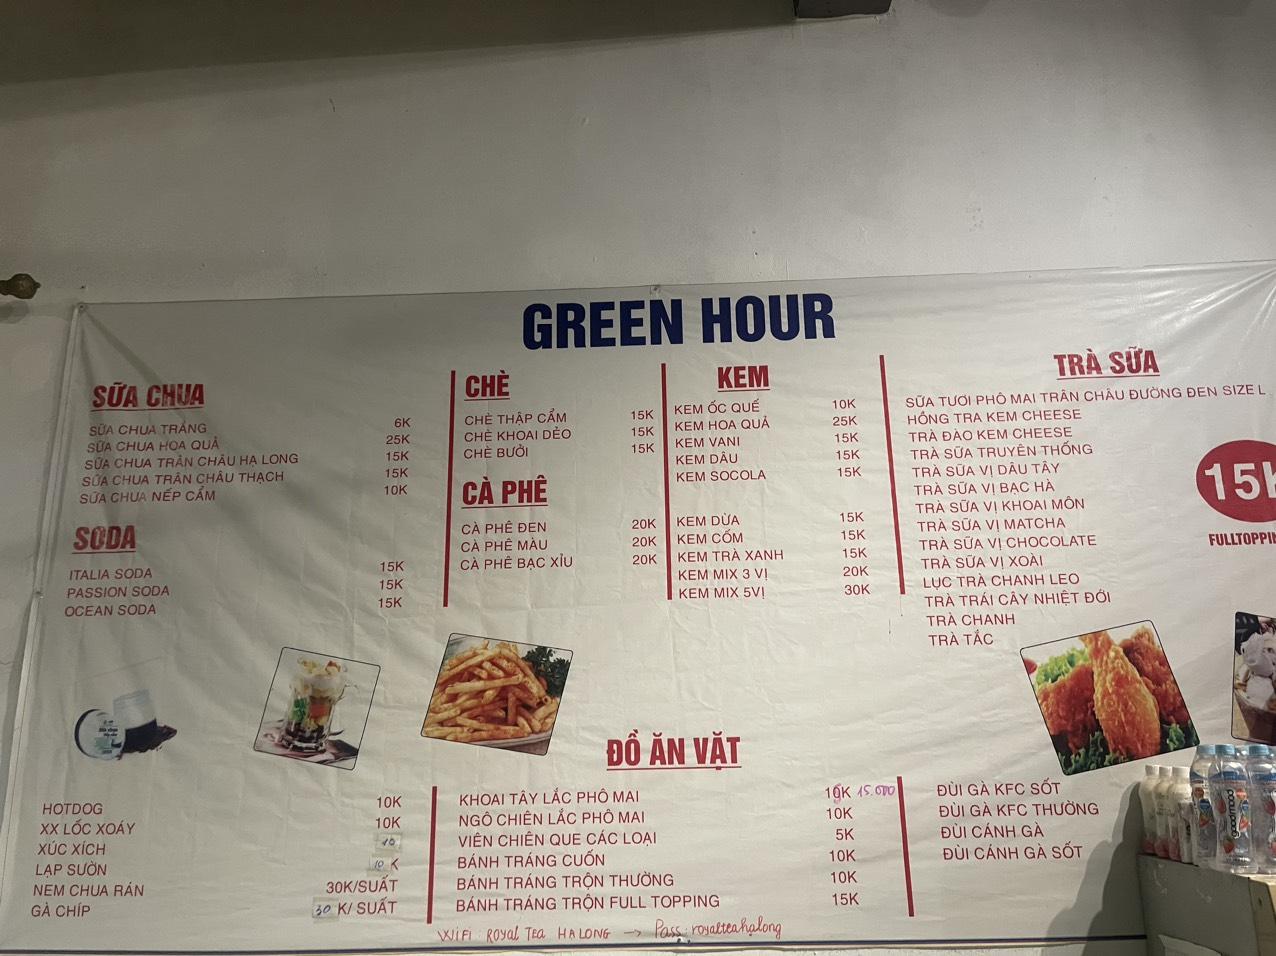 GREEN HOUR
SỮA CHUA
SỮA CHUA TRẮNG 6K
SỮA CHUA HOA QUẢ 25K
SỮA CHUA TRÂN CHÂU HẠ LONG 15K
SỮA CHUA TRÂN CHÂU THẠCH 15K
SỮA CHUA NẾP CẨM 10K
SODA
ITALIA SODA 15K
PASSION SODA 15K
OCEAN SODA 15K
CHÈ
CHÈ THẬP CẨM 15K
CHÈ KHOAI DẺO 15K
CHÈ BƯỞI 15K
CÀ PHÊ
CÀ PHÊ ĐEN 20K
CÀ PHÊ MÀU 20K
CÀ PHÊ BẠC XỈU 20K
KEM
KEM ỐC QUẾ 10K
KEM HOA QUẢ 25K
KEM VANI 15K
KEM DÂU 15K
KEM SOCOLA 15K
KEM DỪA 15K
KEM CỐM 15K
KEM TRÀ XANH 15K
KEM MIX 3 VỊ 20K
KEM MIX 5VỊ 30K
TRÀ SỮA
SỮA TƯƠI PHÔ MAI TRÂN CHÂU ĐƯỜNG ĐEN SIZE L
HỒNG TRA KEM CHEESE
TRÀ ĐÀO KEM CHEESE
TRÀ SỮA TRUYỀN THỐNG
TRÀ SỮA VỊ DÂU TÂY
TRÀ SỮA VỊ BẠC HÀ
TRÀ SỮA VỊ KHOAI MÔN
TRÀ SỮA VỊ MATCHA
TRÀ SỮA VỊ CHOCOLATE
TRÀ SỮA VỊ XOÀI
LỤC TRÀ CHANH LEO
TRÀ TRÁI CÂY NHIỆT ĐỚI
TRÀ CHANH
TRÀ TẮC
15K
FULLTOPPIN
ĐỒ ĂN VẶT
HOTDOG 10K
XX LỐC XOÁY 10K
XÚC XÍCH 10
LẠP SƯỜN 10 K
NEM CHUA RÁN 30K/SUẤT
GÀ CHÍP 30 K/ SUẤT
KHOAI TÂY LẮC PHÔ MAI 10K 15.000
NGÔ CHIÊN LẮC PHÔ MAI 10K
VIÊN CHIÊN QUE CÁC LOẠI 5K
BÁNH TRÁNG CUỐN 10K
BÁNH TRÁNG TRỘN THƯỜNG 10K
BÁNH TRÁNG TRỘN FULL TOPPING 15K
ĐÙI GÀ KFC SỐT
ĐÙI GÀ KFC THƯỜNG
ĐÙI CÁNH GÀ
ĐÙI CÁNH GÀ SỐT
WIFI: ROYAL TEA HALONG → Pass: royalteahalong
goodmood